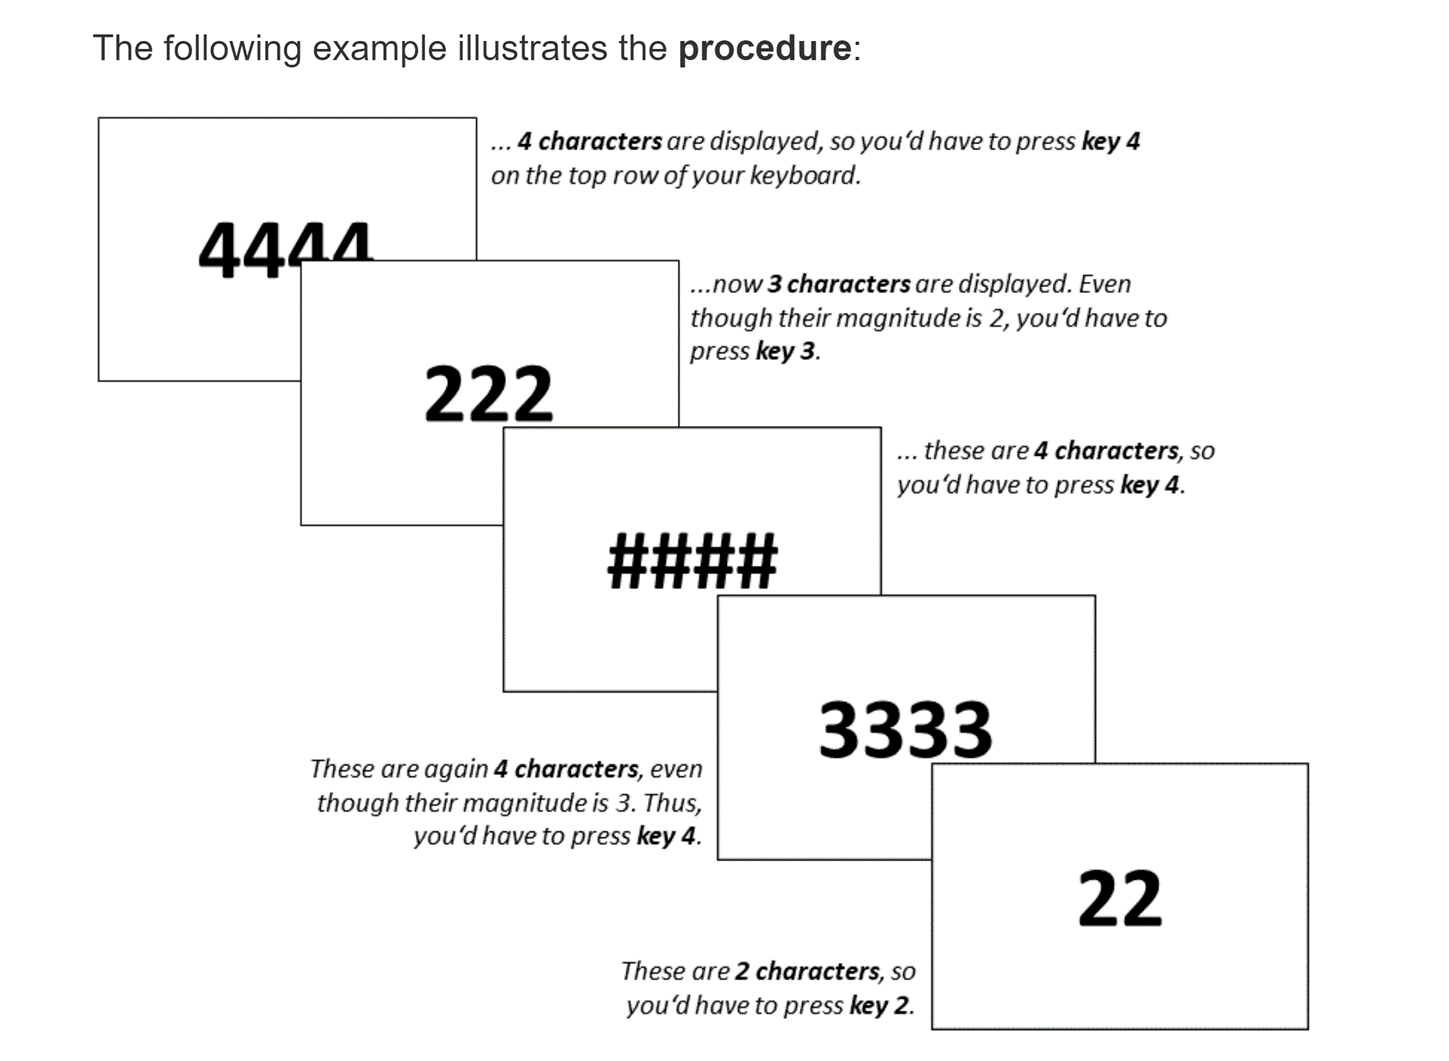 The following example illustrates the procedure:
... 4 characters are displayed, so you‘d have to press key 4
on the top row of your keyboard.
4444
...now 3 characters are displayed. Even
though their magnitude is 2, you‘d have to
press key 3.
222
... these are 4 characters, so
you‘d have to press key 4.
####
3333
These are again 4 characters, even
though their magnitude is 3. Thus,
you‘d have to press key 4.
22
These are 2 characters, so
you‘d have to press key 2.